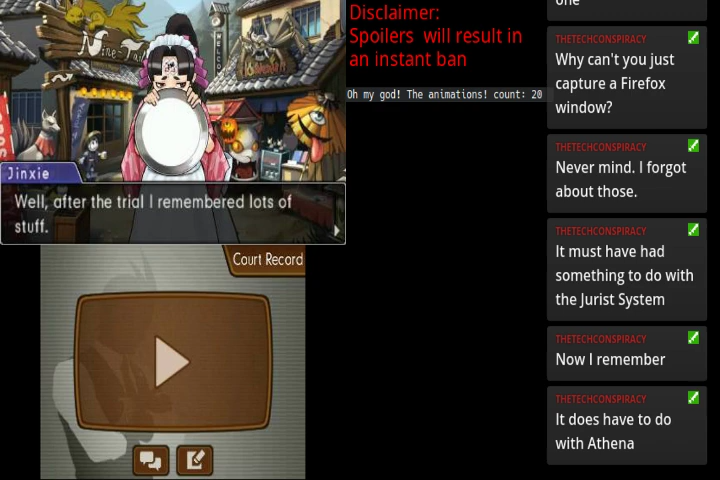 Nine-Tails
WELCO
Jinxie
Well, after the trial I remembered lots of
stuff.
Court Record
Disclaimer:
Spoilers will result in
an instant ban
Oh my god! The animations! count: 20
one
THETECHCONSPIRACY
Why can't you just
capture a Firefox
window?
THETECHCONSPIRACY
Never mind. I forgot
about those.
THETECHCONSPIRACY
It must have had
something to do with
the Jurist System
THETECHCONSPIRACY
Now I remember
THETECHCONSPIRACY
It does have to do
with Athena